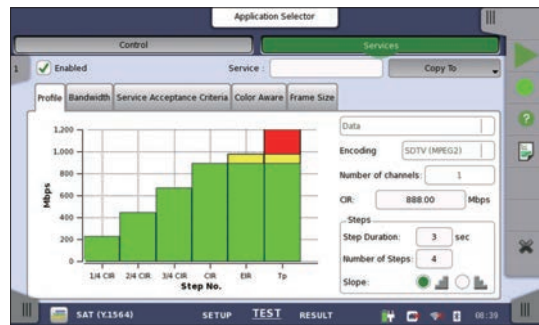 Application Selector
Control
Services
1
Enabled
Service :
Copy To
Profile
Bandwidth
Service Acceptance Criteria
Color Aware
Frame Size
1,200
1,000
800
600
400
200
Mbps
1/4 CIR
2/4 CIR
3/4 CIR
CIR
EIR
Tp
Step No.
Data
Encoding
SDTV (MPEG2)
Number of channels:
1
CIR:
888.00
Mbps
Steps
Step Duration:
3
sec
Number of Steps:
4
Slope:
SAT (Y.1564)
SETUP
TEST
RESULT
08:39